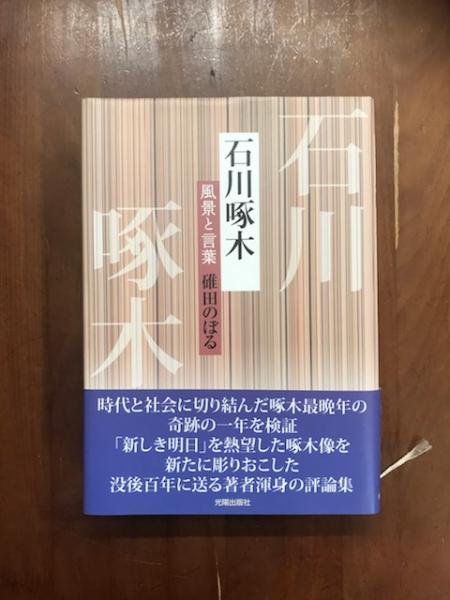 石川
啄木
石川啄木
風景と言葉
碓田のぼる
時代と社会に切り結んだ啄木最晩年の
奇跡の一年を検証
「新しき明日」を熱望した啄木像を
新たに彫りおこした
没後百年に送る著者渾身の評論集
光陽出版社